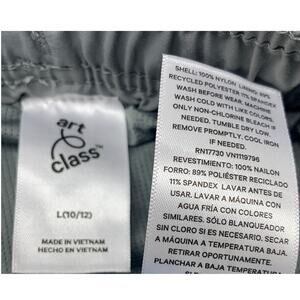 art
class™
L(10/12)
MADE IN VIETNAM
HECHO EN VIETNAM
SHELL: 100% NYLON. LINING: 89%
RECYCLED POLYESTER 11% SPANDEX
WASH BEFORE WEAR. MACHINE
WASH COLD WITH LIKE COLORS.
ONLY NON-CHLORINE BLEACH IF
NEEDED. TUMBLE DRY LOW.
REMOVE PROMPTLY. COOL IRON
IF NEEDED.
RN17730 VN1119796
REVESTIMIENTO: 100% NAILON
FORRO: 89% POLIÉSTER RECICLADO
11% SPANDEX LAVAR ANTES DE
USAR. LAVAR A MÁQUINA CON
AGUA FRÍA CON COLORES
SIMILARES. SÓLO BLANQUEADOR
SIN CLORO SI ES NECESARIO. SECAR
A MÁQUINA A TEMPERATURA BAJA.
RETIRAR OPORTUNAMENTE.
PLANCHAR A BAJA TEMPERATURA